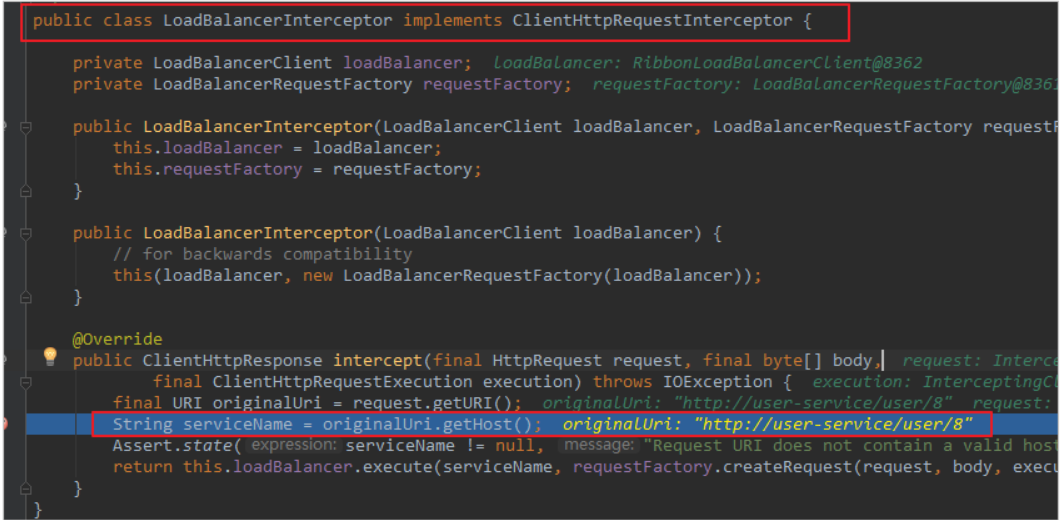 public class LoadBalancerInterceptor implements ClientHttpRequestInterceptor {
private LoadBalancerClient loadBalancer;  loadBalancer: RibbonLoadBalancerClient@8362
private LoadBalancerRequestFactory requestFactory;  requestFactory: LoadBalancerRequestFactory@8361
public LoadBalancerInterceptor(LoadBalancerClient loadBalancer, LoadBalancerRequestFactory requestF
this.loadBalancer = loadBalancer;
this.requestFactory = requestFactory;
}
public LoadBalancerInterceptor(LoadBalancerClient loadBalancer) {
// for backwards compatibility
this(loadBalancer, new LoadBalancerRequestFactory(loadBalancer));
}
@Override
public ClientHttpResponse intercept(final HttpRequest request, final byte[] body,  request: Interce
final ClientHttpRequestExecution execution) throws IOException {  execution: InterceptingCl
final URI originalUri = request.getURI();  originalUri: "http://user-service/user/8"  request:
String serviceName = originalUri.getHost();  originalUri: "http://user-service/user/8"
Assert.state( expression: serviceName != null,  message: "Request URI does not contain a valid host
return this.loadBalancer.execute(serviceName, requestFactory.createRequest(request, body, execu
}
}